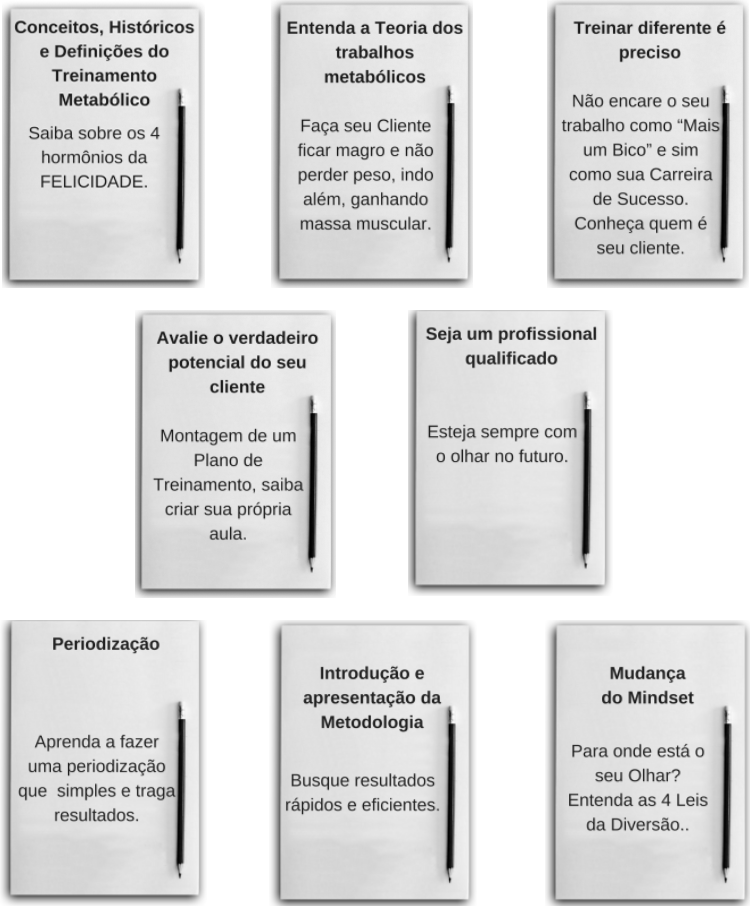 Conceitos, Históricos
e Definições do
Treinamento
Metabólico
Saiba sobre os 4
hormônios da
FELICIDADE.
Entenda a Teoria dos
trabalhos
metabólicos
Faça seu Cliente
ficar magro e não
perder peso, indo
além, ganhando
massa muscular.
Treinar diferente é
preciso
Não encare o seu
trabalho como “Mais
um Bico” e sim
como sua Carreira
de Sucesso.
Conheça quem é
seu cliente.
Avalie o verdadeiro
potencial do seu
cliente
Montagem de um
Plano de
Treinamento, saiba
criar sua própria
aula.
Seja um profissional
qualificado
Esteja sempre com
o olhar no futuro.
Periodização
Aprenda a fazer
uma periodização
que  simples e traga
resultados.
Introdução e
apresentação da
Metodologia
Busque resultados
rápidos e eficientes.
Mudança
do Mindset
Para onde está o
seu Olhar?
Entenda as 4 Leis
da Diversão..